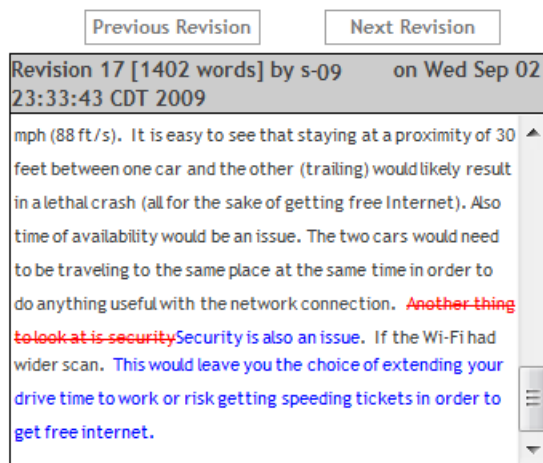 Previous Revision Next Revision
Revision 17 [1402 words] by s-09 on Wed Sep 02
23:33:43 CDT 2009
mph (88 ft/s). It is easy to see that staying at a proximity of 30
feet between one car and the other (trailing) would likely result
in a lethal crash (all for the sake of getting free Internet). Also
time of availability would be an issue. The two cars would need
to be traveling to the same place at the same time in order to
do anything useful with the network connection. Another thing
to look at is securitySecurity is also an issue. If the Wi-Fi had
wider scan. This would leave you the choice of extending your
drive time to work or risk getting speeding tickets in order to
get free internet.